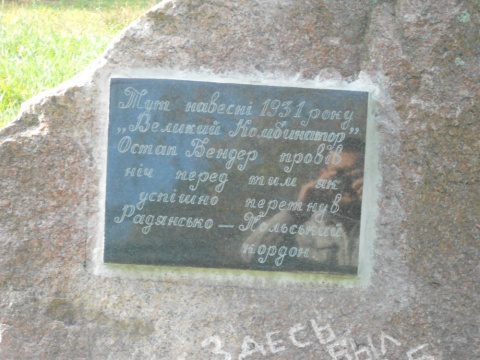 Тут навесні 1931 року
„Великий Комбинатор”
Остап Бендер провів
ніч перед тим як
успішно перетнув
Радянсько – Польський
кордон.
ЗДЕСЬ
БЫЛ